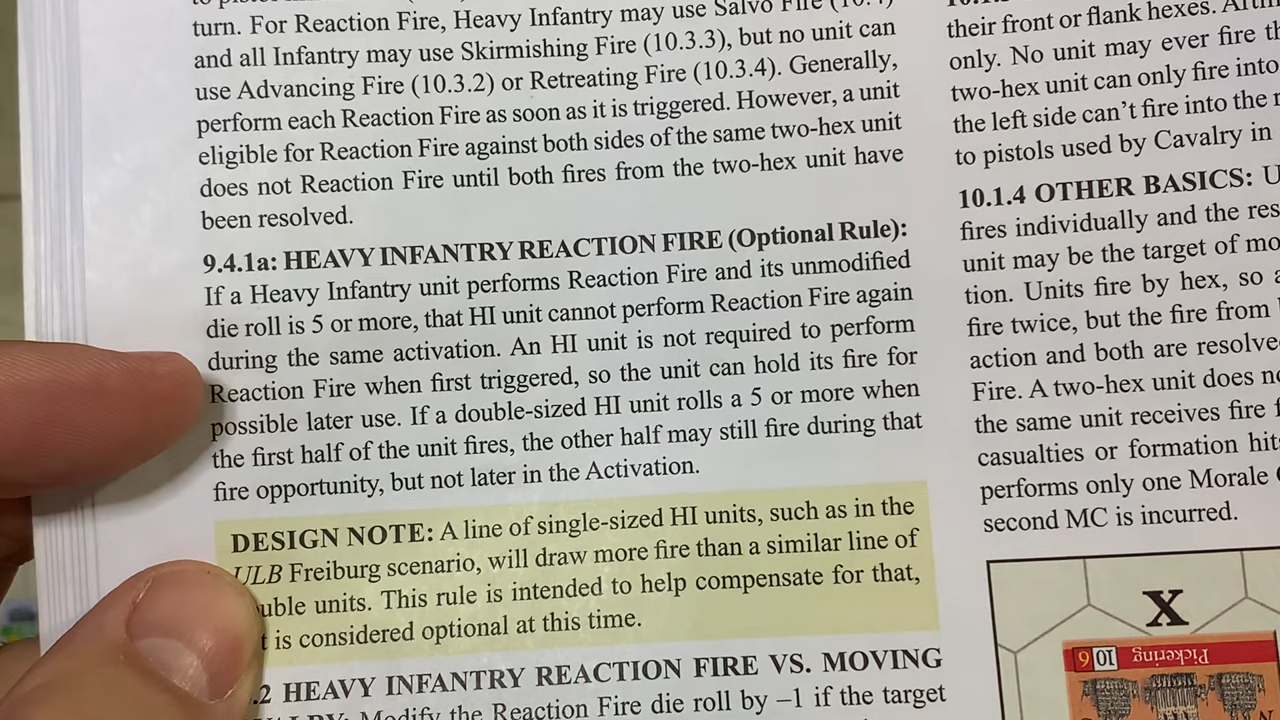 turn. For Reaction Fire, Heavy Infantry may use Salvo Fire (10.4)
and all Infantry may use Skirmishing Fire (10.3.3), but no unit can
use Advancing Fire (10.3.2) or Retreating Fire (10.3.4). Generally,
perform each Reaction Fire as soon as it is triggered. However, a unit
eligible for Reaction Fire against both sides of the same two-hex unit
does not Reaction Fire until both fires from the two-hex unit have
been resolved.
9.4.1a: HEAVY INFANTRY REACTION FIRE (Optional Rule):
If a Heavy Infantry unit performs Reaction Fire and its unmodified
die roll is 5 or more, that HI unit cannot perform Reaction Fire again
during the same activation. An HI unit is not required to perform
Reaction Fire when first triggered, so the unit can hold its fire for
possible later use. If a double-sized HI unit rolls a 5 or more when
the first half of the unit fires, the other half may still fire during that
fire opportunity, but not later in the Activation.
DESIGN NOTE: A line of single-sized HI units, such as in the
ULB Freiburg scenario, will draw more fire than a similar line of
uble units. This rule is intended to help compensate for that,
t is considered optional at this time.
.2 HEAVY INFANTRY REACTION FIRE VS. MOVING
Modify the Reaction Fire die roll by –1 if the target
their front or flank hexes.
only. No unit may ever fire th
two-hex unit can only fire into
the left side can't fire into the r
to pistols used by Cavalry in
10.1.4 OTHER BASICS: U
fires individually and the res
unit may be the target of mo
tion. Units fire by hex, so a
fire twice, but the fire from
action and both are resolve
Fire. A two-hex unit does no
the same unit receives fire f
casualties or formation hit
performs only one Morale
second MC is incurred.
X
Pickering 10 6